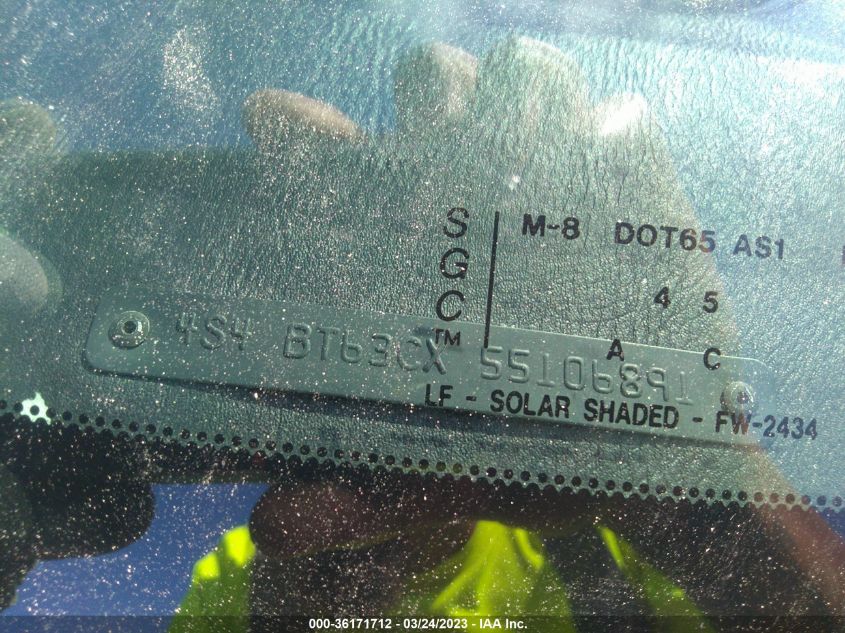 SGC™
M-8 DOT65 AS1
4 5
A C
4S4 BT63CX 55106891
LF - SOLAR SHADED - FW-2434
000-36171712 - 03/24/2023 - IAA Inc.